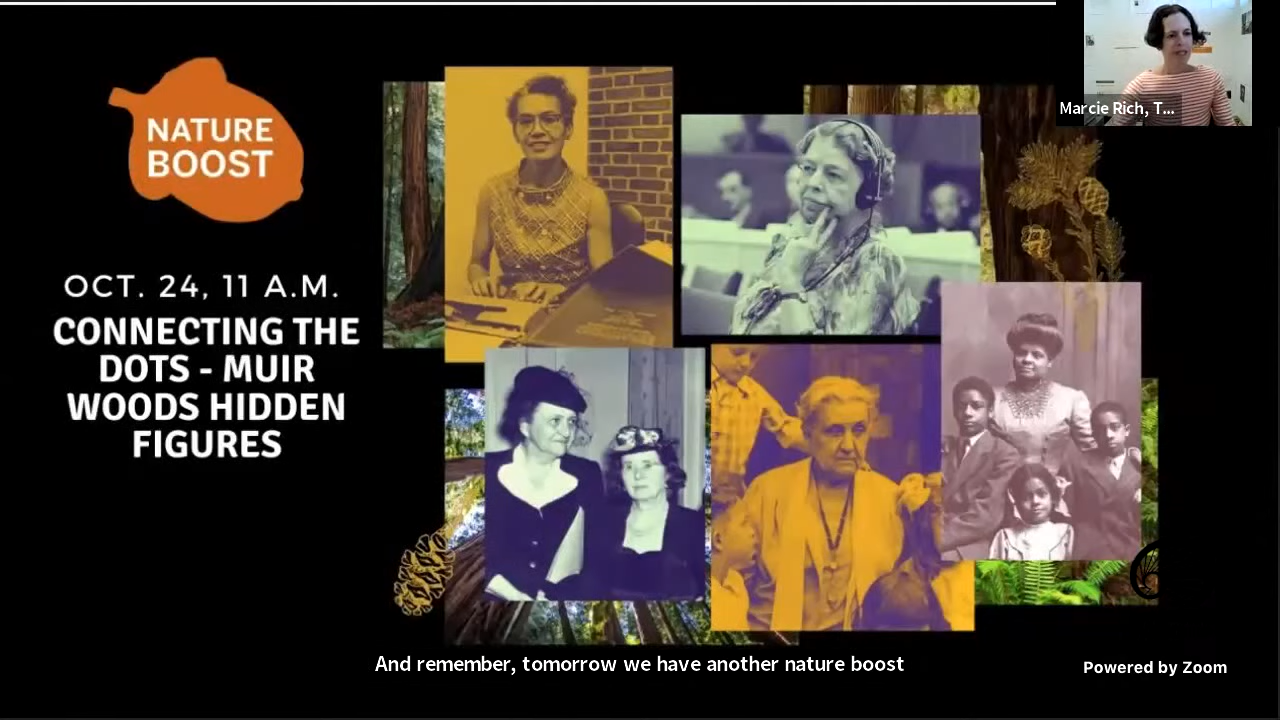 NATURE
BOOST
OCT. 24, 11 A.M.
CONNECTING THE
DOTS - MUIR
WOODS HIDDEN
FIGURES
Marcie Rich, T...
And remember, tomorrow we have another nature boost
Powered by Zoom